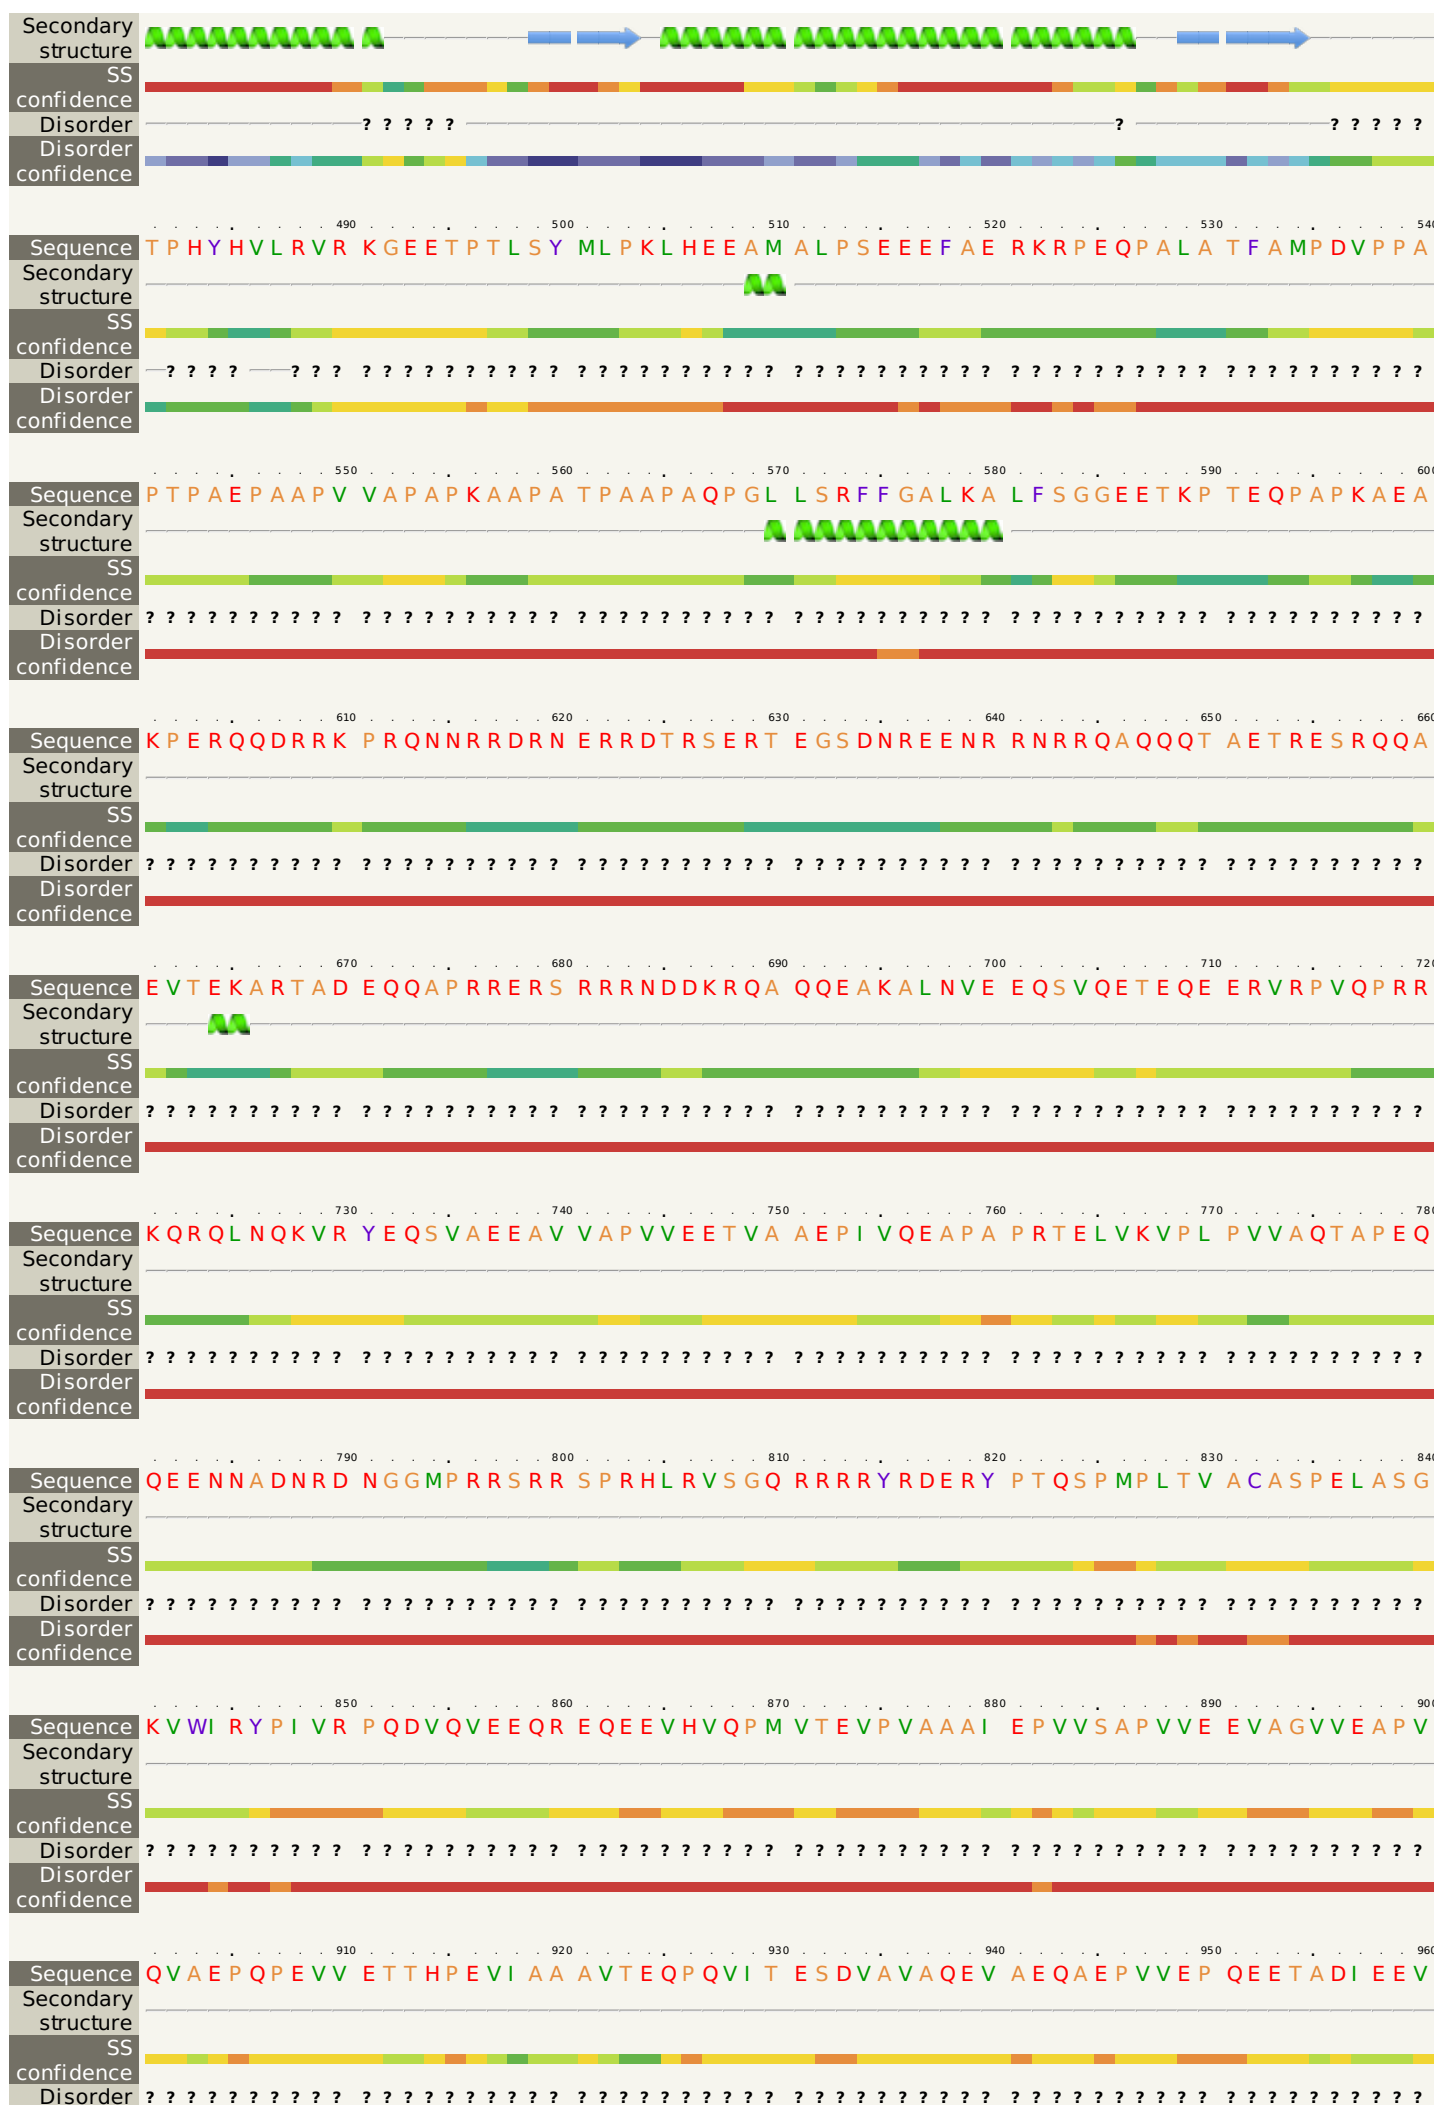 Secondary
structure
SS
confidence
Disorder ? ? ? ? ? ? ? ? ? ? ?
Disorder
confidence
. . . . . . . . . 490 . . . . . . . . . 500 . . . . . . . . . 510 . . . . . . . . . 520 . . . . . . . . . 530 . . . . . . . . . 540
Sequence TPHYHVLRVR KGEETPTLSY MLPKLHEEAM ALPSEEEFAE RKRPEQPALA TFAMPDVPPA
Secondary
structure
SS
confidence
Disorder ? ? ? ? ? ? ? ? ? ? ? ? ? ? ? ? ? ? ? ? ? ? ? ? ? ? ? ? ? ? ? ? ? ? ? ? ? ? ? ? ? ? ? ? ? ? ? ? ? ? ? ? ? ? ? ? ?
Disorder
confidence
. . . . . . . . . 550 . . . . . . . . . 560 . . . . . . . . . 570 . . . . . . . . . 580 . . . . . . . . . 590 . . . . . . . . . 600
Sequence PTPAEPAAPV VAPAPKAAPA TPAAPAQPGL LSRFFGALKA LFSGGEETKP TEQPAPKAEA
Secondary
structure
SS
confidence
Disorder ? ? ? ? ? ? ? ? ? ? ? ? ? ? ? ? ? ? ? ? ? ? ? ? ? ? ? ? ? ? ? ? ? ? ? ? ? ? ? ? ? ? ? ? ? ? ? ? ? ? ? ? ? ? ? ? ? ? ? ?
Disorder
confidence
. . . . . . . . . 610 . . . . . . . . . 620 . . . . . . . . . 630 . . . . . . . . . 640 . . . . . . . . . 650 . . . . . . . . . 660
Sequence KPERQQDRRK PRQNNRRDRN ERRDTRSERT EGSDNREENR RNRRQAQQQT AETRESRQQA
Secondary
structure
SS
confidence
Disorder ? ? ? ? ? ? ? ? ? ? ? ? ? ? ? ? ? ? ? ? ? ? ? ? ? ? ? ? ? ? ? ? ? ? ? ? ? ? ? ? ? ? ? ? ? ? ? ? ? ? ? ? ? ? ? ? ? ? ? ?
Disorder
confidence
. . . . . . . . . 670 . . . . . . . . . 680 . . . . . . . . . 690 . . . . . . . . . 700 . . . . . . . . . 710 . . . . . . . . . 720
Sequence EVTEKARTAD EQQAPRRERS RRRNDDKRQA QQEAKALNVE EQSVQETEQE ERVRPVQPRR
Secondary
structure
SS
confidence
Disorder ? ? ? ? ? ? ? ? ? ? ? ? ? ? ? ? ? ? ? ? ? ? ? ? ? ? ? ? ? ? ? ? ? ? ? ? ? ? ? ? ? ? ? ? ? ? ? ? ? ? ? ? ? ? ? ? ? ? ? ?
Disorder
confidence
. . . . . . . . . 730 . . . . . . . . . 740 . . . . . . . . . 750 . . . . . . . . . 760 . . . . . . . . . 770 . . . . . . . . . 780
Sequence KQRQLNQKVR YEQSVAEEAV VAPVVEETVA AEPIVQEAPA PRTELVKVPL PVVAQTAPEQ
Secondary
structure
SS
confidence
Disorder ? ? ? ? ? ? ? ? ? ? ? ? ? ? ? ? ? ? ? ? ? ? ? ? ? ? ? ? ? ? ? ? ? ? ? ? ? ? ? ? ? ? ? ? ? ? ? ? ? ? ? ? ? ? ? ? ? ? ? ?
Disorder
confidence
. . . . . . . . . 790 . . . . . . . . . 800 . . . . . . . . . 810 . . . . . . . . . 820 . . . . . . . . . 830 . . . . . . . . . 840
Sequence QEENNADNRD NGGMPRRSRR SPRHLRVSGQ RRRRYRDERY PTQSPMPLTV ACASPELASG
Secondary
structure
SS
confidence
Disorder ? ? ? ? ? ? ? ? ? ? ? ? ? ? ? ? ? ? ? ? ? ? ? ? ? ? ? ? ? ? ? ? ? ? ? ? ? ? ? ? ? ? ? ? ? ? ? ? ? ? ? ? ? ? ? ? ? ? ? ?
Disorder
confidence
. . . . . . . . . 850 . . . . . . . . . 860 . . . . . . . . . 870 . . . . . . . . . 880 . . . . . . . . . 890 . . . . . . . . . 900
Sequence KVWIRYPIVR PQDVQVEEQR EQEEVHVQPM VTEVPVAAAI EPVVSAPVVE EVAGVVEAPV
Secondary
structure
SS
confidence
Disorder ? ? ? ? ? ? ? ? ? ? ? ? ? ? ? ? ? ? ? ? ? ? ? ? ? ? ? ? ? ? ? ? ? ? ? ? ? ? ? ? ? ? ? ? ? ? ? ? ? ? ? ? ? ? ? ? ? ? ? ?
Disorder
confidence
. . . . . . . . . 910 . . . . . . . . . 920 . . . . . . . . . 930 . . . . . . . . . 940 . . . . . . . . . 950 . . . . . . . . . 960
Sequence QVAEPQPEVV ETTHPEVIAA AVTEQPQVIT ESDVAVAQEV AEQAEPVVEP QEETADIEEV
Secondary
structure
SS
confidence
Disorder ? ? ? ? ? ? ? ? ? ? ? ? ? ? ? ? ? ? ? ? ? ? ? ? ? ? ? ? ? ? ? ? ? ? ? ? ? ? ? ? ? ? ? ? ? ? ? ? ? ? ? ? ? ? ? ? ? ? ? ?